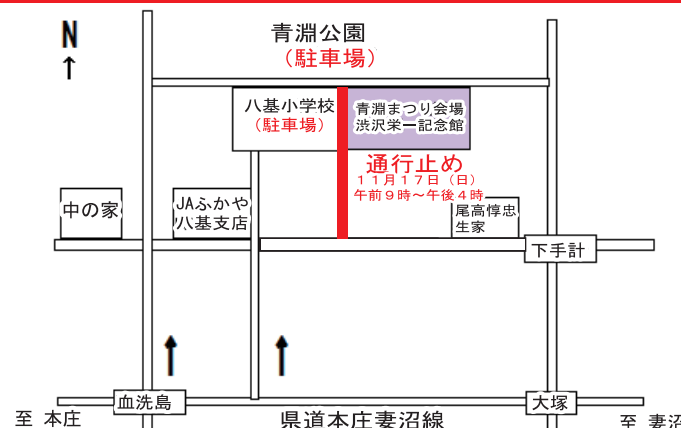 N
青淵公園
（駐車場）
八基小学校
（駐車場）
青淵まつり会場
渋沢栄一記念館
通行止め
１１月１７日（日）
午前９時～午後４時
中の家
JAふかや
八基支店
尾高惇忠
生家
下手計
血洗島
大塚
至 本庄
県道本庄妻沼線
至 妻沼